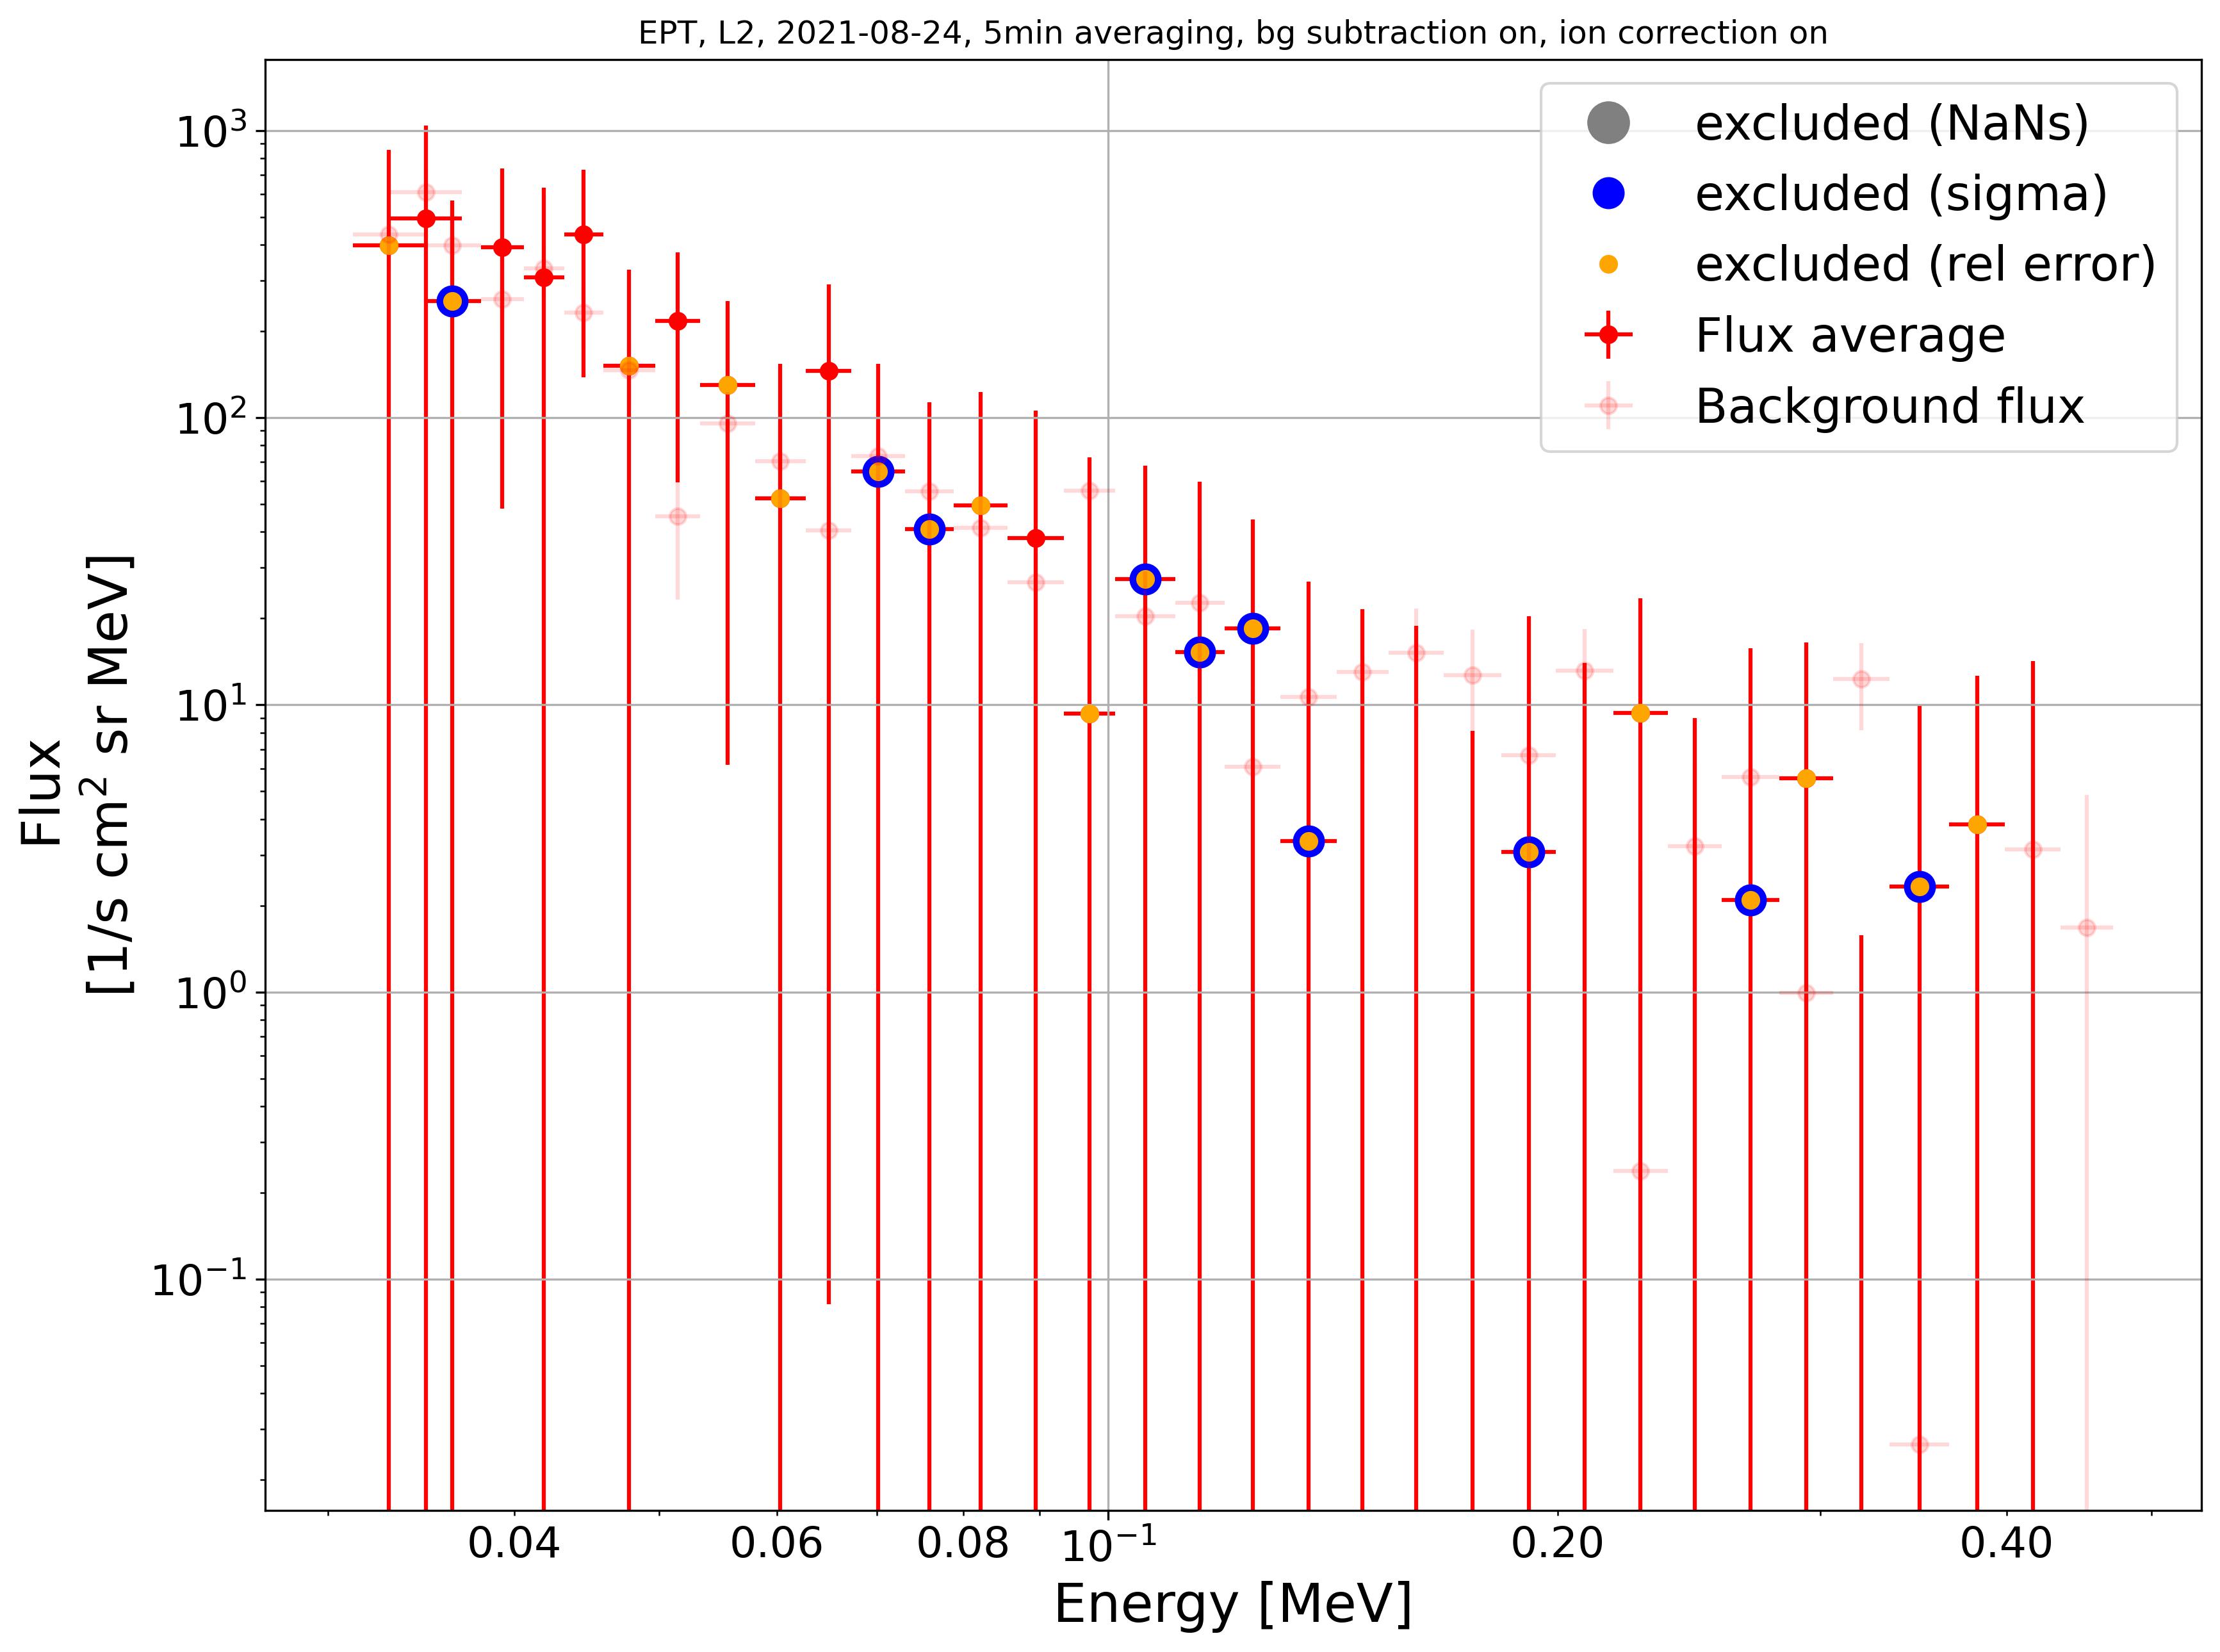 EPT, L2, 2021-08-24, 5min averaging, bg subtraction on, ion correction on
excluded (NaNs)
excluded (sigma)
excluded (rel error)
Flux average
Background flux
10³
10²
10¹
10⁰
10⁻¹
Flux
[1/s cm² sr MeV]
0.04
0.06
0.08
10⁻¹
0.20
0.40
Energy [MeV]